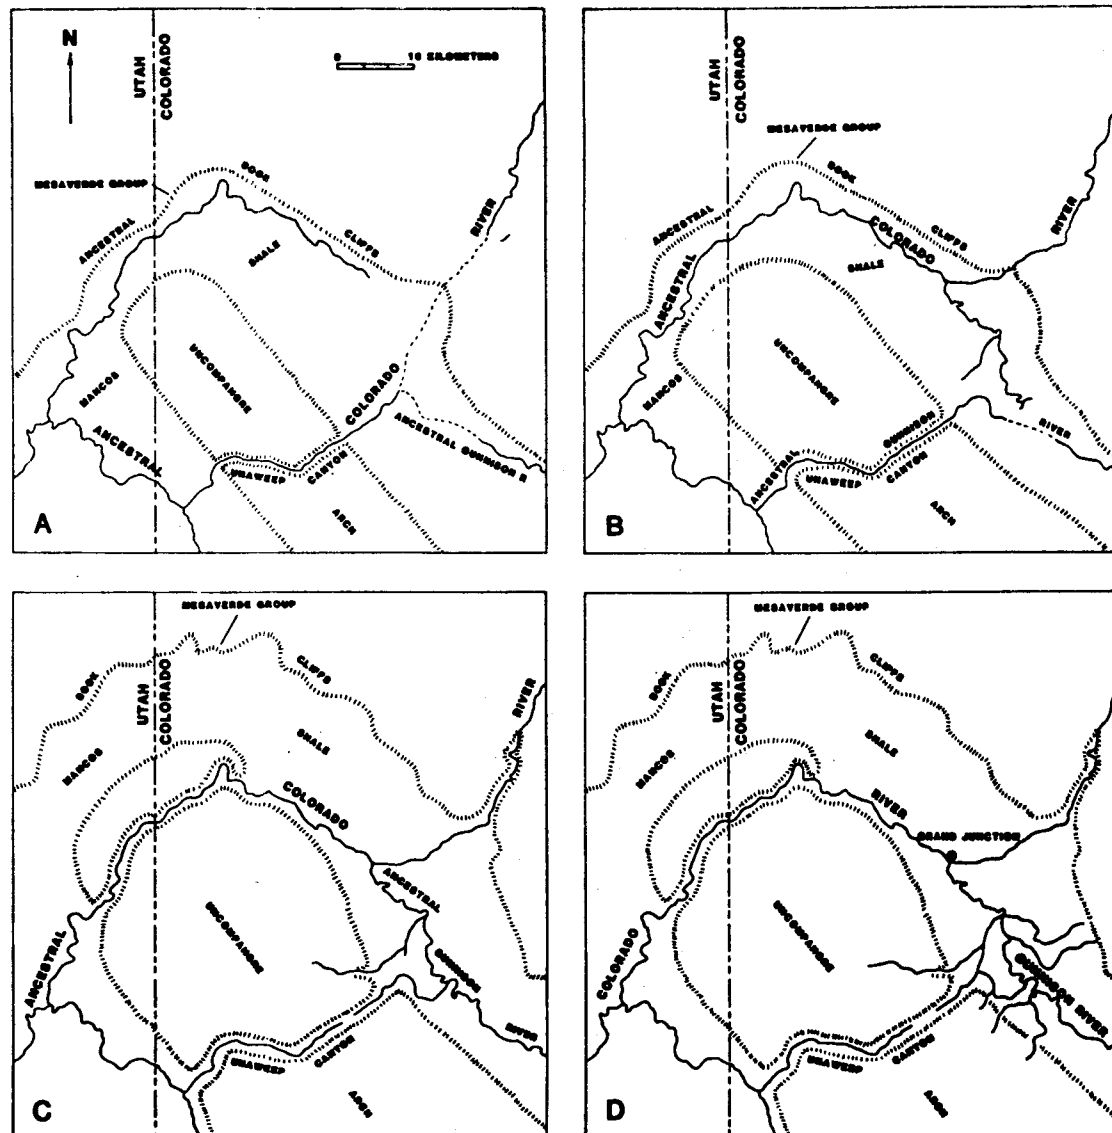 N
0 10 KILOMETERS
UTAH
COLORADO
MESAVERDE GROUP
BOOK
ANCESTRAL
CLIFFS
RIVER
SHALE
UNCOMPAHGRE
MANCOS
COLORADO
ANCESTRAL
ANCESTRAL GUNNISON R
UNAWEEP
CANYON
ARCH
A
UTAH
COLORADO
MESAVERDE GROUP
BOOK
ANCESTRAL
CLIFFS
RIVER
COLORADO
SHALE
ANCESTRAL
UNCOMPAHGRE
MANCOS
GUNNISON
RIVER
ANCESTRAL
UNAWEEP
CANYON
ARCH
B
MESAVERDE GROUP
UTAH
COLORADO
BOOK
CLIFFS
RIVER
MANCOS
SHALE
COLORADO
ANCESTRAL
UNCOMPAHGRE
ANCESTRAL
GUNNISON
RIVER
UNAWEEP
CANYON
ARCH
C
MESAVERDE GROUP
UTAH
COLORADO
BOOK
CLIFFS
MANCOS
SHALE
RIVER
GRAND JUNCTION
UNCOMPAHGRE
COLORADO
GUNNISON RIVER
UNAWEEP
CANYON
ARCH
D